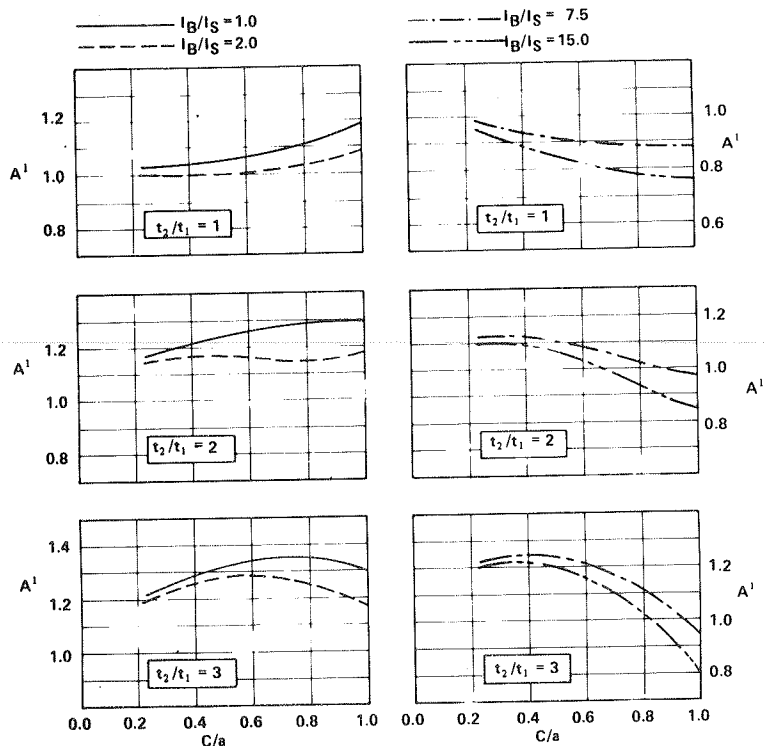 I_B/I_S = 1.0
I_B/I_S = 2.0
I_B/I_S = 7.5
I_B/I_S = 15.0
A¹
1.2
1.0
0.8
t₂/t₁ = 1
1.0
0.8
0.6
A¹
t₂/t₁ = 1
A¹
1.2
1.0
0.8
t₂/t₁ = 2
1.2
1.0
0.8
A¹
t₂/t₁ = 2
A¹
1.4
1.2
1.0
t₂/t₁ = 3
1.2
1.0
0.8
A¹
t₂/t₁ = 3
0.0 0.2 0.4 0.6 0.8 1.0
C/a
0.0 0.2 0.4 0.6 0.8 1.0
C/a